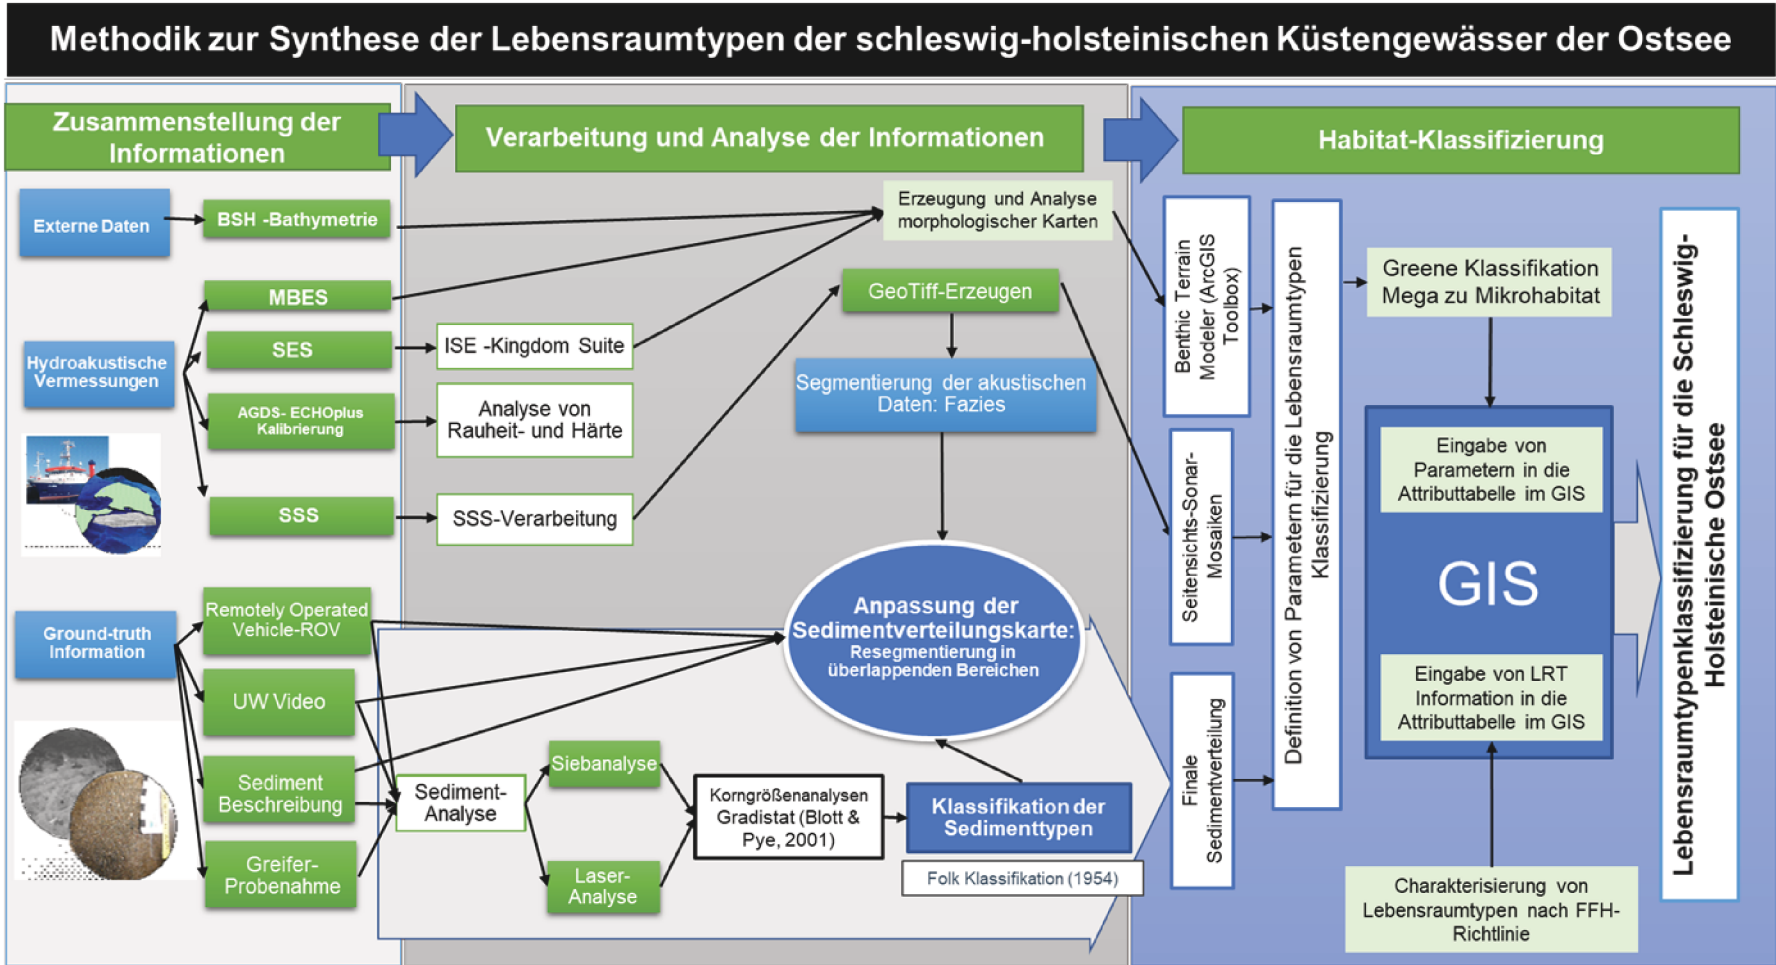 Methodik zur Synthese der Lebensraumtypen der schleswig-holsteinischen Küstengewässer der Ostsee
Zusammenstellung der
Informationen
Verarbeitung und Analyse der Informationen
Habitat-Klassifizierung
Externe Daten
BSH -Bathymetrie
Erzeugung und Analyse
morphologischer Karten
MBES
GeoTiff-Erzeugen
Hydroakustische
Vermessungen
SES
ISE -Kingdom Suite
Segmentierung der akustischen
Daten: Fazies
AGDS- ECHOplus
Kalibrierung
Analyse von
Rauheit- und Härte
SSS
SSS-Verarbeitung
Ground-truth
Information
Remotely Operated
Vehicle-ROV
UW Video
Sediment
Beschreibung
Greifer-
Probenahme
Anpassung der
Sedimentverteilungskarte:
Resegmentierung in
überlappenden Bereichen
Sediment-
Analyse
Siebanalyse
Laser-
Analyse
Korngrößenanalysen
Gradistat (Blott &
Pye, 2001)
Klassifikation der
Sedimenttypen
Folk Klassifikation (1954)
Benthic Terrain
Modeler (ArcGIS
Toolbox)
Seitensichts-Sonar-
Mosaiken
Finale
Sedimentverteilung
Definition von Parametern für die Lebensraumtypen
Klassifizierung
Greene Klassifikation
Mega zu Mikrohabitat
Eingabe von
Parametern in die
Attributtabelle im GIS
GIS
Eingabe von LRT
Information in die
Attributtabelle im GIS
Charakterisierung von
Lebensraumtypen nach FFH-
Richtlinie
Lebensraumtypenklassifizierung für die Schleswig-
Holsteinische Ostsee